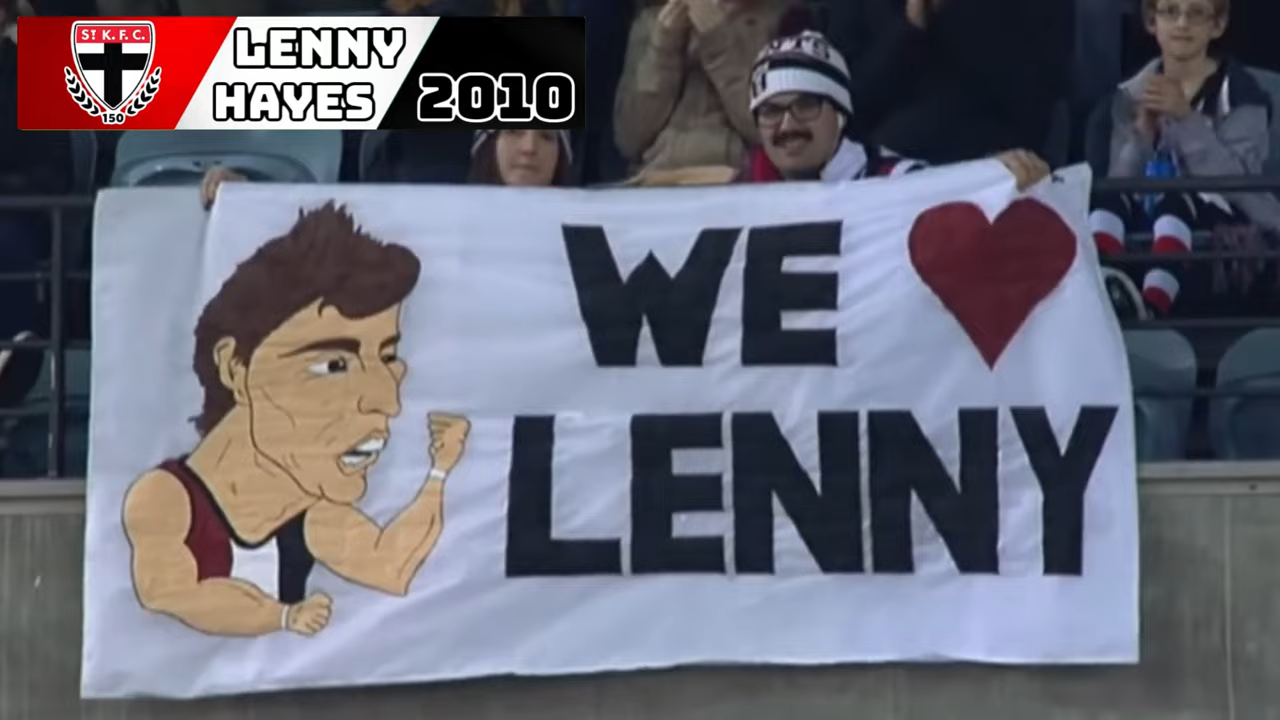 ST K.F.C.
150
LENNY
HAYES
2010
WE ♥
LENNY